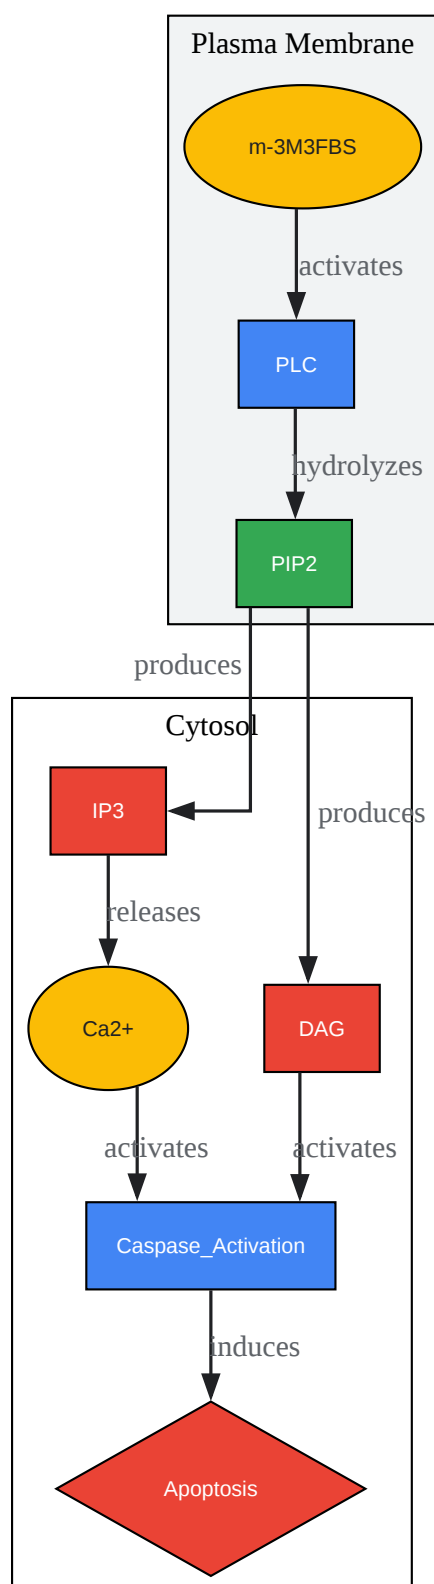 Plasma Membrane
m-3M3FBS
activates
PLC
hydrolyzes
PIP2
produces
Cytosol
IP3
produces
releases
Ca2+
DAG
activates
activates
Caspase_Activation
induces
Apoptosis